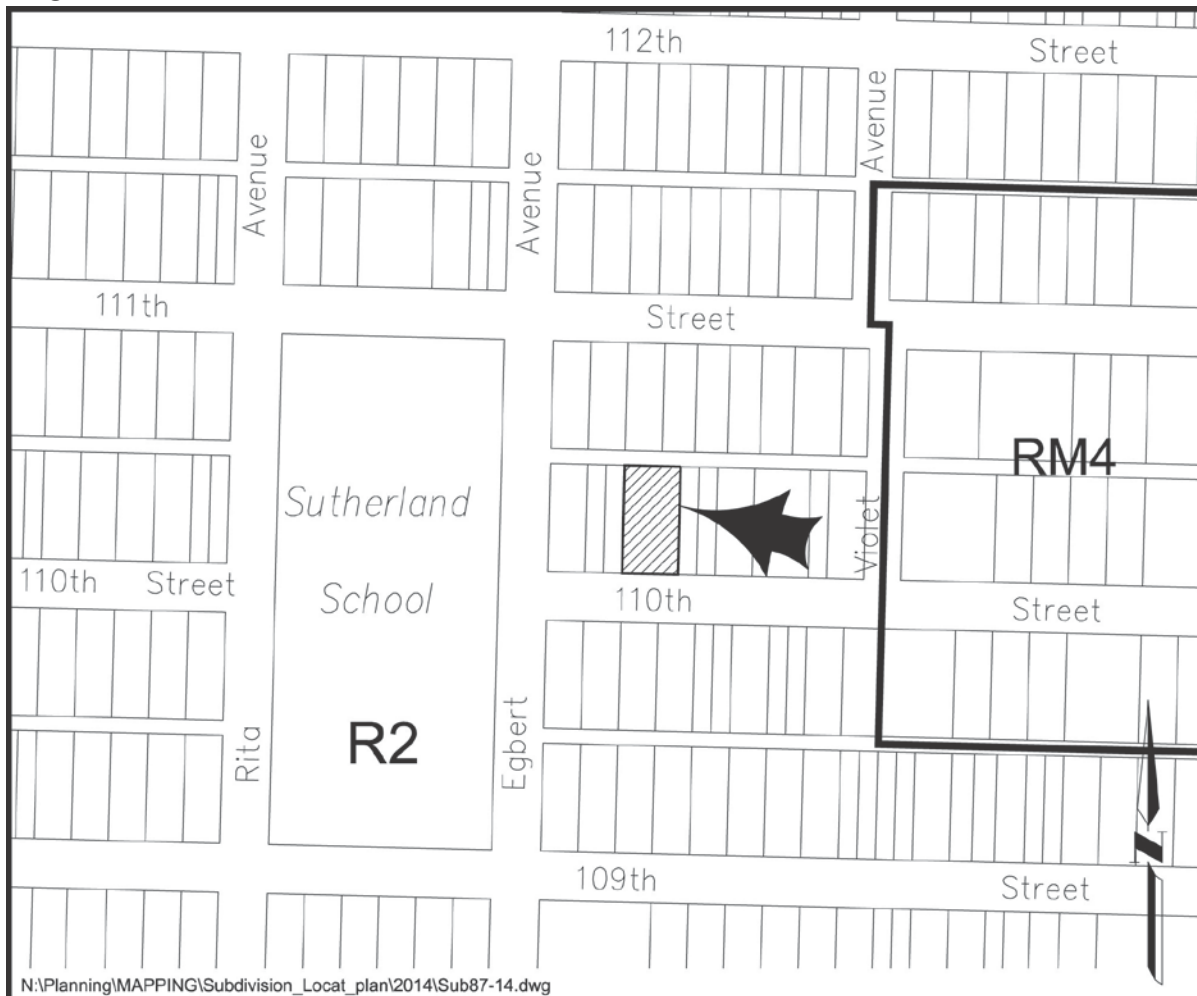 112th Street
Avenue
Avenue
Avenue
111th Street
RM4
Sutherland
School
Violet
110th Street
110th Street
R2
Rita
Egbert
N
109th Street
N:\Planning\MAPPING\Subdivision_Locat_plan\2014\Sub87-14.dwg